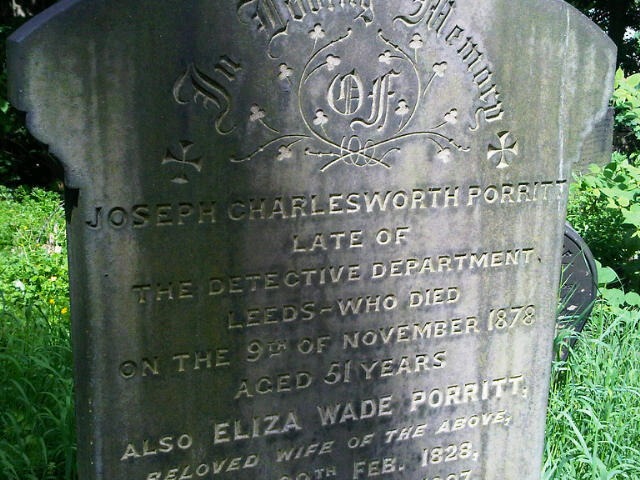 In Loving Memory
OF
JOSEPH CHARLESWORTH PORRITT
LATE OF
THE DETECTIVE DEPARTMENT,
LEEDS-WHO DIED
ON THE 9TH OF NOVEMBER 1878
AGED 51 YEARS
ALSO ELIZA WADE PORRITT,
BELOVED WIFE OF THE ABOVE,
FEB. 1828,